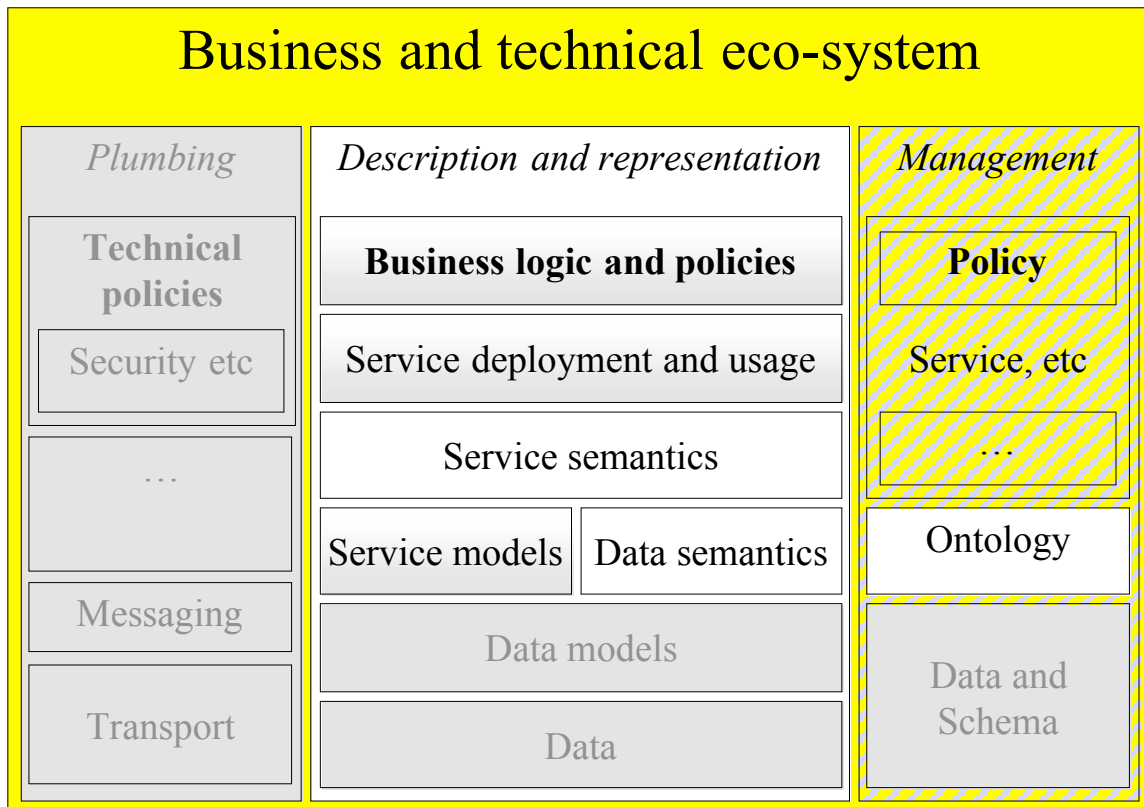 Business and technical eco-system
Plumbing
Technical
policies
Security etc
…
Messaging
Transport
Description and representation
Business logic and policies
Service deployment and usage
Service semantics
Service models
Data semantics
Data models
Data
Management
Policy
Service, etc
…
Ontology
Data and
Schema